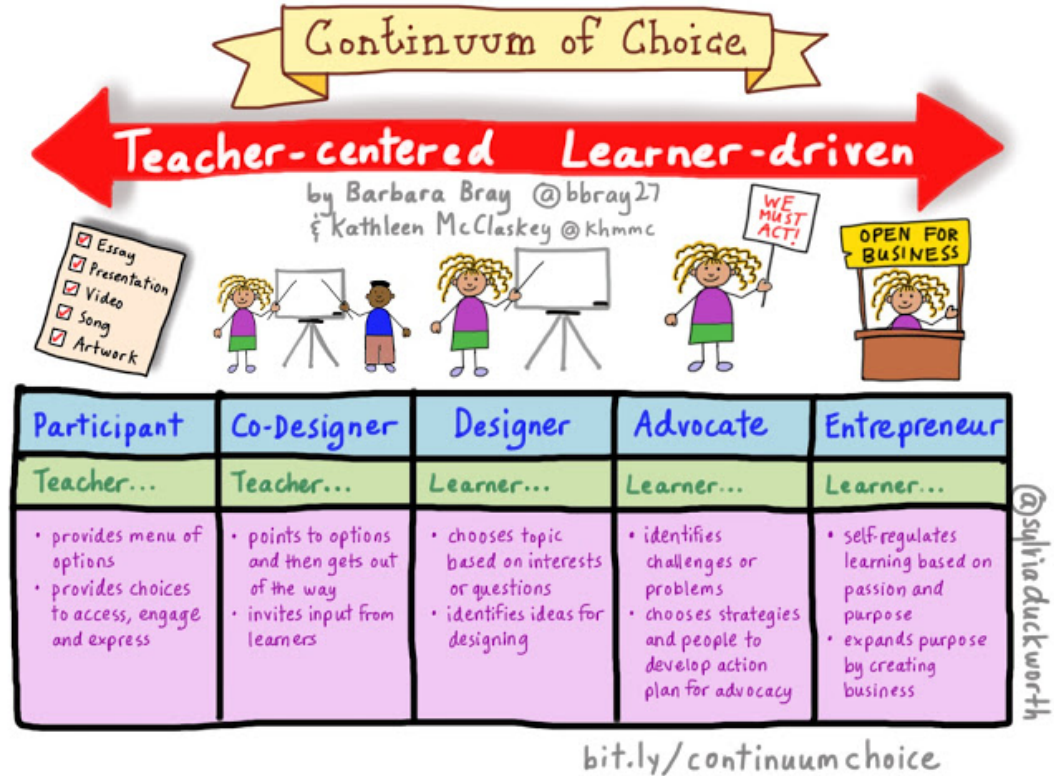 Continuum of Choice
Teacher-centered Learner-driven
by Barbara Bray @bbray27
& Kathleen McClaskey @khmmc
Essay
Presentation
Video
Song
Artwork
WE
MUST
ACT!
OPEN FOR
BUSINESS
Participant
Teacher...
• provides menu of
options
• provides choices
to access, engage
and express
Co-Designer
Teacher...
• points to options
and then gets out
of the way
• invites input from
learners
Designer
Learner...
• chooses topic
based on interests
or questions
• identifies ideas for
designing
Advocate
Learner...
• identifies
challenges or
problems
• chooses strategies
and people to
develop action
plan for advocacy
Entrepreneur
Learner...
• self-regulates
learning based on
passion and
purpose
• expands purpose
by creating
business
@sylviaduckworth
bit.ly/continuumchoice